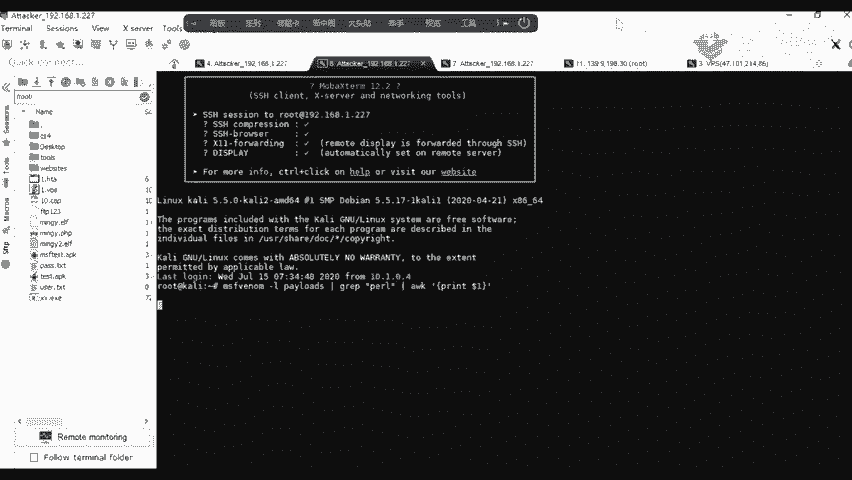 Attacker_192.168.1.227
Terminal Sessions View X server Tools
Quick connect...
4. Attacker_192.168.1.227
6. Attacker_192.168.1.227
7. Attacker_192.168.1.227
11. 139.9.198.30 (root)
3. VPS(47.101.214.86)
? MobaXterm 12.2 ?
(SSH client, X-server and networking tools)
➤ SSH session to root@192.168.1.227
? SSH compression : ✓
? SSH-browser : ✓
? X11-forwarding : ✓ (remote display is forwarded through SSH)
? DISPLAY : ✓ (automatically set on remote server)
➤ For more info, ctrl+click on help or visit our website
Linux kali 5.5.0-kali2-amd64 #1 SMP Debian 5.5.17-1kali1 (2020-04-21) x86_64
The programs included with the Kali GNU/Linux system are free software;
the exact distribution terms for each program are described in the
individual files in /usr/share/doc/*/copyright.
Kali GNU/Linux comes with ABSOLUTELY NO WARRANTY, to the extent
permitted by applicable law.
Last login: Wed Jul 15 07:34:48 2020 from 10.1.0.4
root@kali:~# msfvenom -l payloads | grep "perl" | awk '{print $1}'
/root/
Name
..
Desktop
tools
websites
1.hta
1.vbs
10.cap
ftp123
mingy.elf
mingy.php
mingy2.elf
msftest.apk
pass.txt
test.apk
user.txt
xx.exe
Sessions
Tools
Macros
Sftp
Remote monitoring
Follow terminal folder